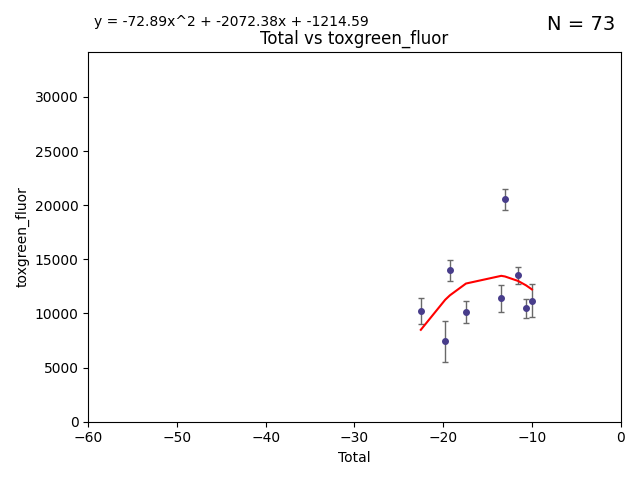 y = -72.89x^2 + -2072.38x + -1214.59
N = 73
Total vs toxgreen_fluor
toxgreen_fluor
30000
25000
20000
15000
10000
5000
0
−60
−50
−40
−30
−20
−10
0
Total